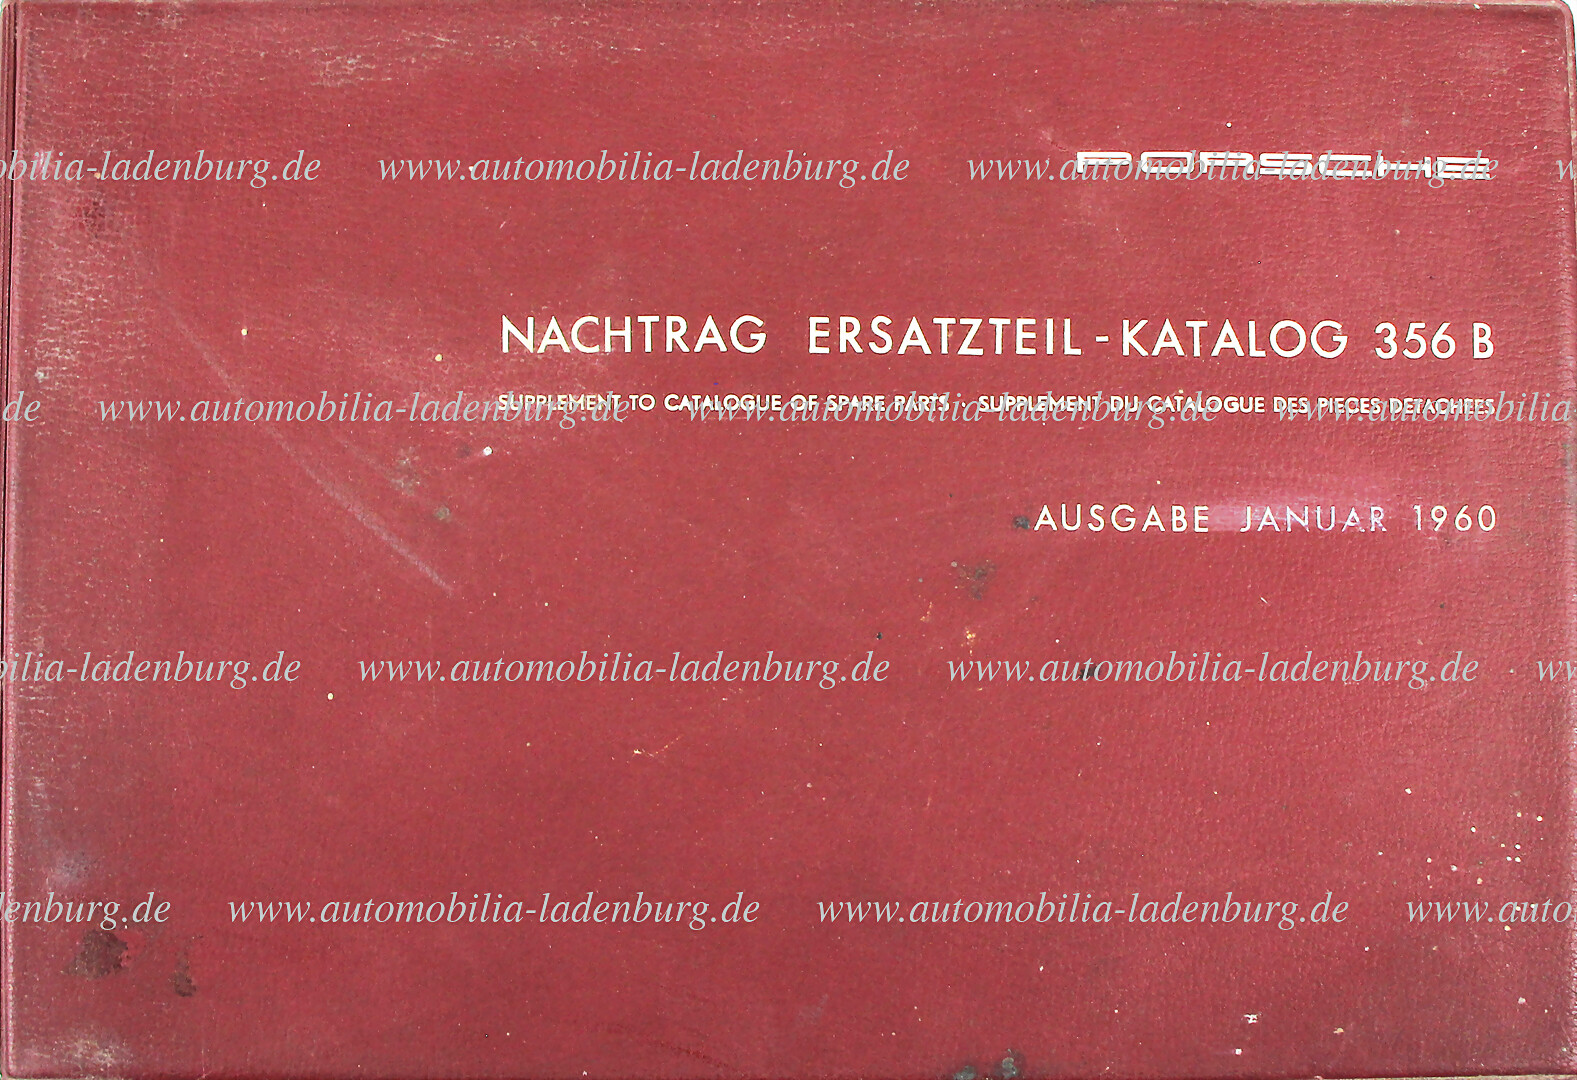 www.automobilia-ladenburg.de
PORSCHE
NACHTRAG ERSATZTEIL - KATALOG 356 B
SUPPLEMENT TO CATALOGUE OF SPARE PARTS · SUPPLEMENT DU CATALOGUE DES PIECES DETACHEES
AUSGABE JANUAR 1960
www.automobilia-ladenburg.de www.automobilia-ladenburg.de
www.automobilia-ladenburg.de www.automobilia-ladenburg.de